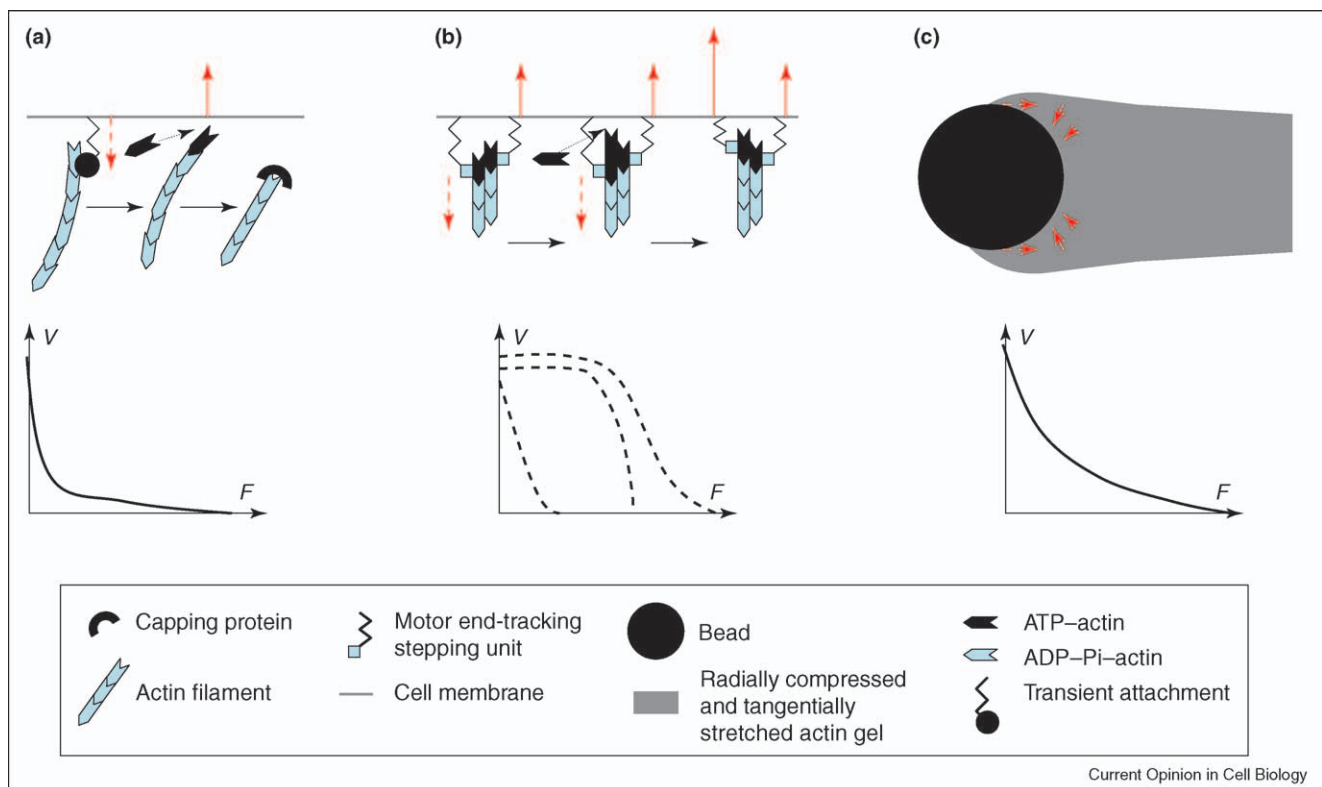 (a)
(b)
(c)
V
F
V
F
V
F
Capping protein
Actin filament
Motor end-tracking
stepping unit
Cell membrane
Bead
Radially compressed
and tangentially
stretched actin gel
ATP–actin
ADP–Pi–actin
Transient attachment
Current Opinion in Cell Biology